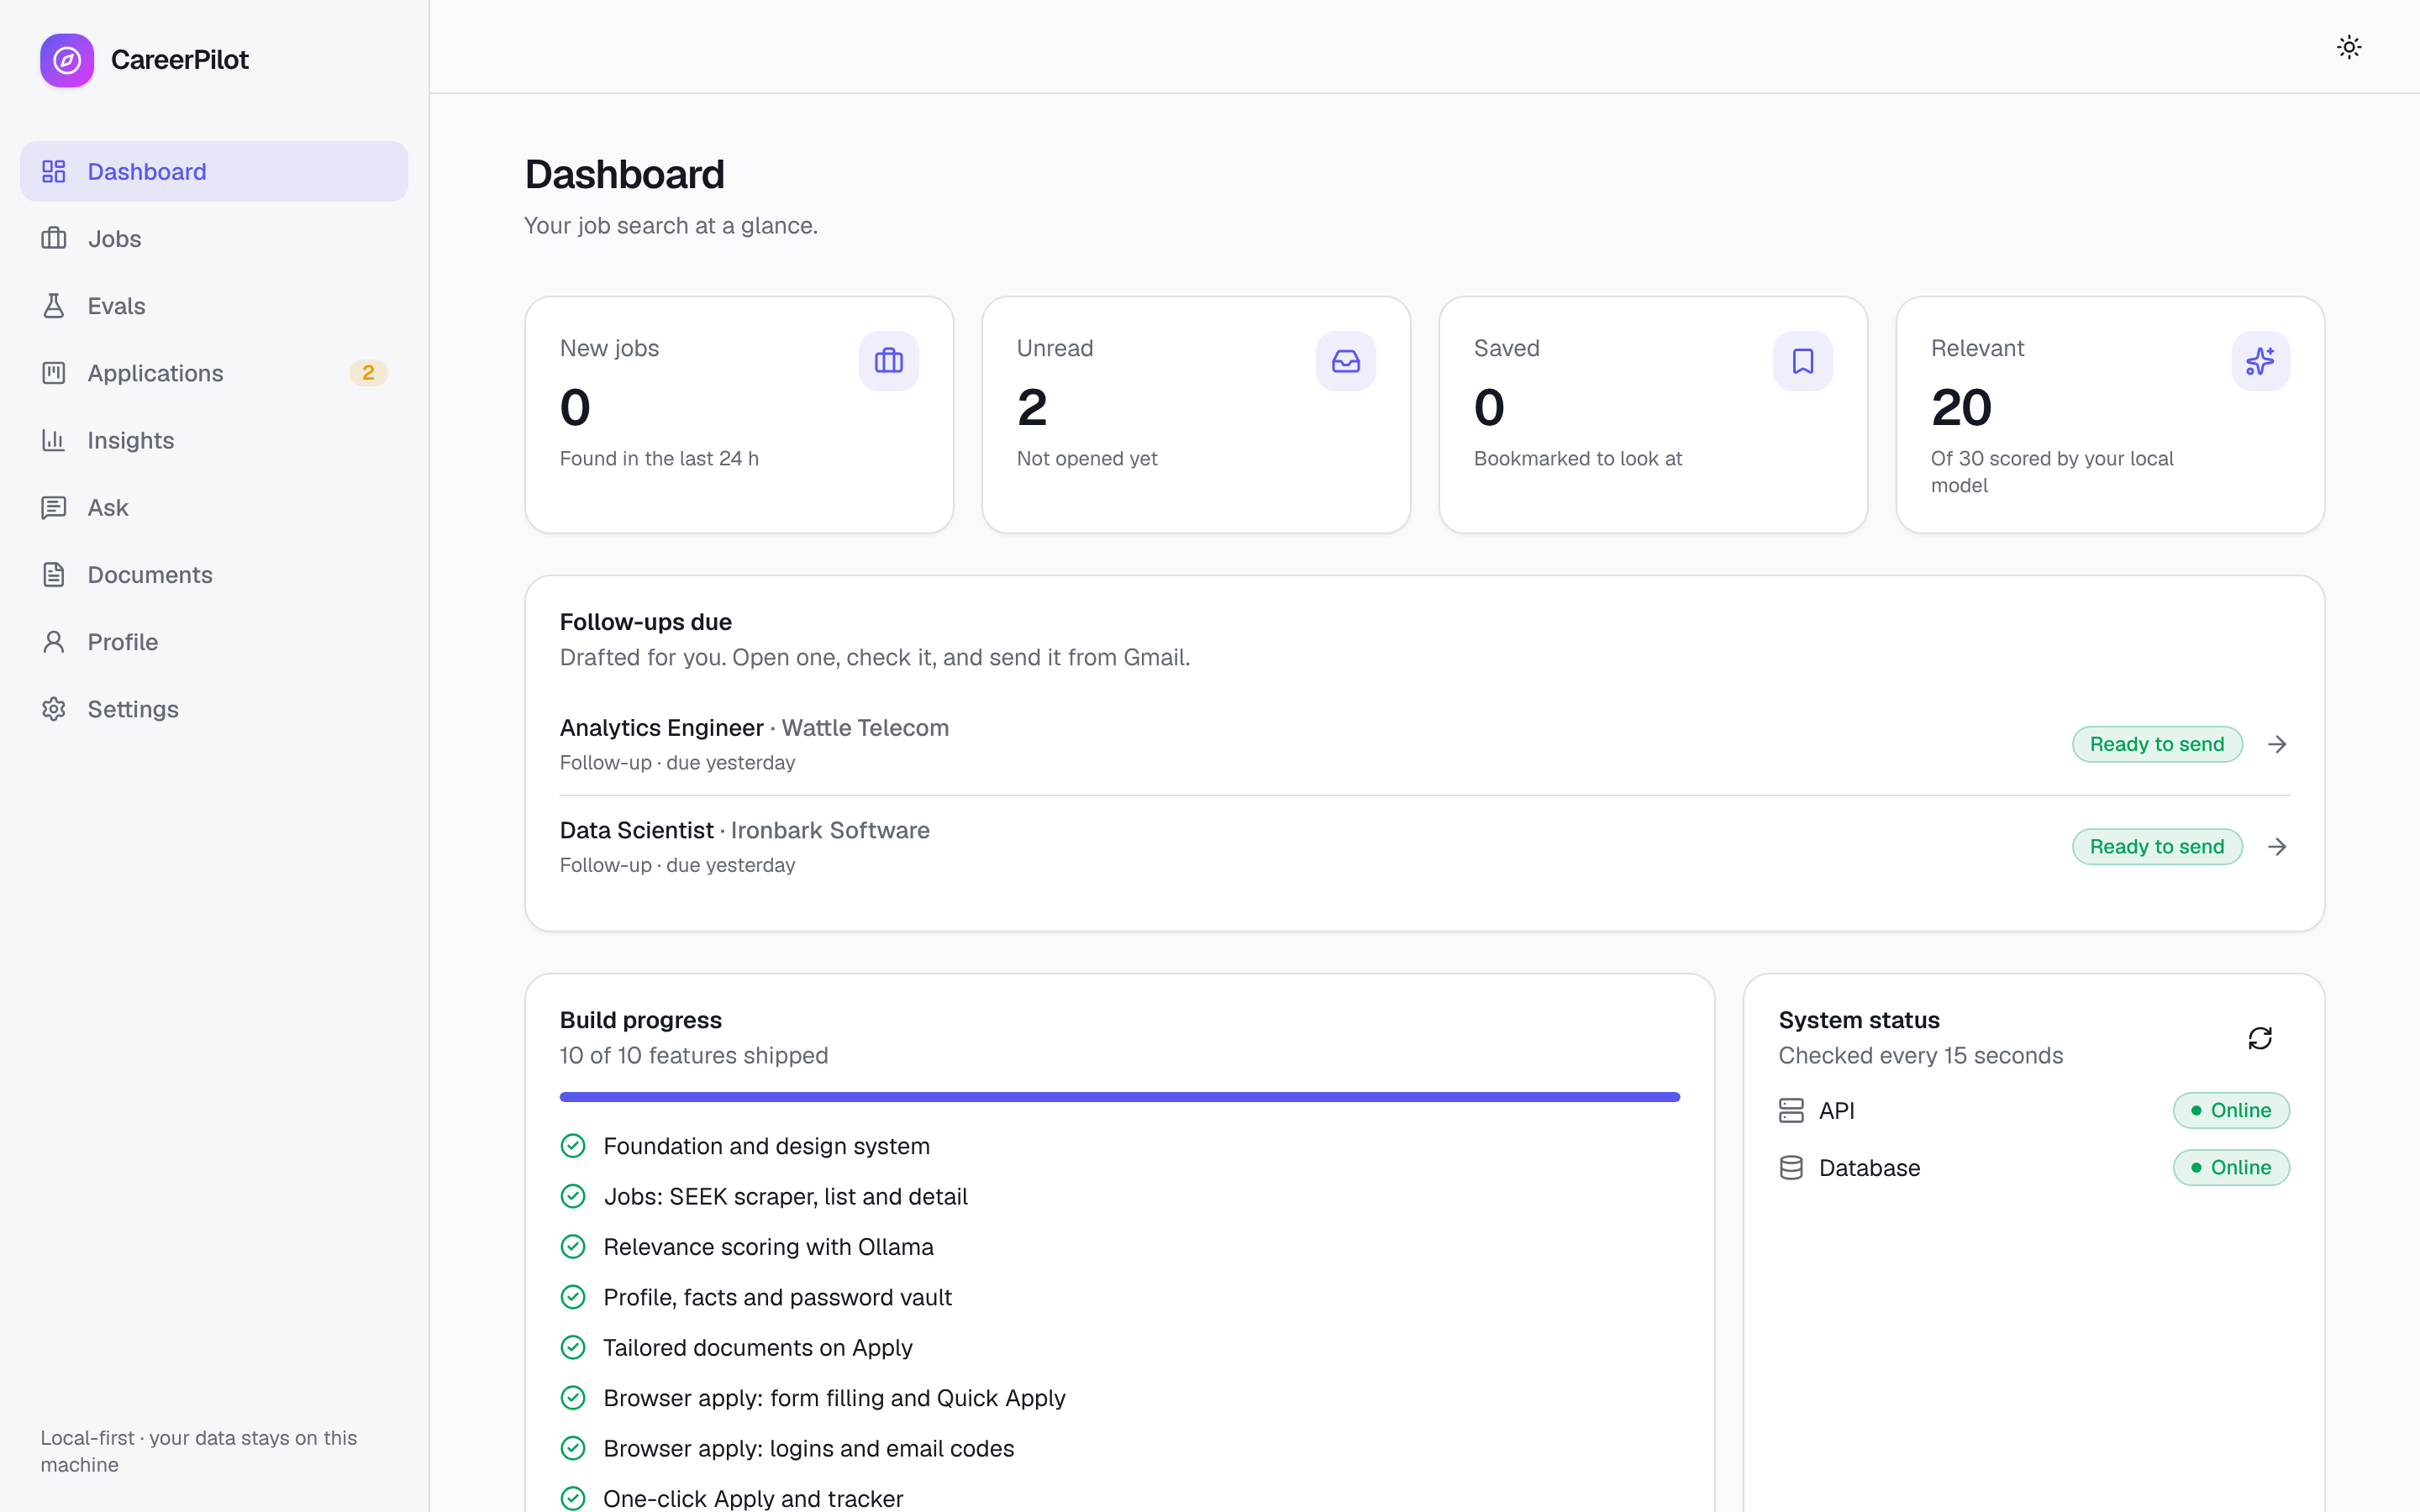 CareerPilot
Dashboard
Jobs
Evals
Applications 2
Insights
Ask
Documents
Profile
Settings
Local-first · your data stays on this
machine
Dashboard
Your job search at a glance.
New jobs
0
Found in the last 24 h
Unread
2
Not opened yet
Saved
0
Bookmarked to look at
Relevant
20
Of 30 scored by your local
model
Follow-ups due
Drafted for you. Open one, check it, and send it from Gmail.
Analytics Engineer · Wattle Telecom
Follow-up · due yesterday
Ready to send
Data Scientist · Ironbark Software
Follow-up · due yesterday
Ready to send
Build progress
10 of 10 features shipped
Foundation and design system
Jobs: SEEK scraper, list and detail
Relevance scoring with Ollama
Profile, facts and password vault
Tailored documents on Apply
Browser apply: form filling and Quick Apply
Browser apply: logins and email codes
One-click Apply and tracker
System status
Checked every 15 seconds
API Online
Database Online